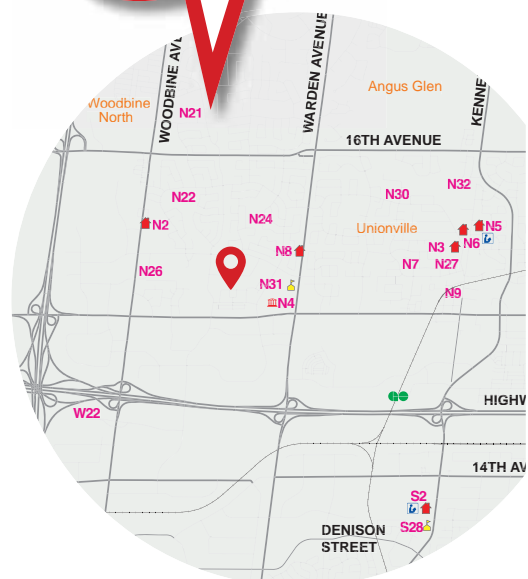 WOODBINE AVE
WARDEN AVENUE
Angus Glen
Woodbine
North
N21
KENNE
16TH AVENUE
N22
N30
N32
N24
N2
Unionville
N5
N8
N3
N6
N26
N7
N27
N31
N4
N9
W22
HIGHW
14TH AV
S2
S28
DENISON
STREET